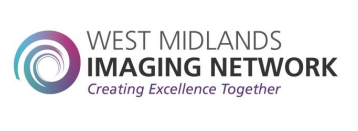 WEST MIDLANDS
IMAGING NETWORK
Creating Excellence Together